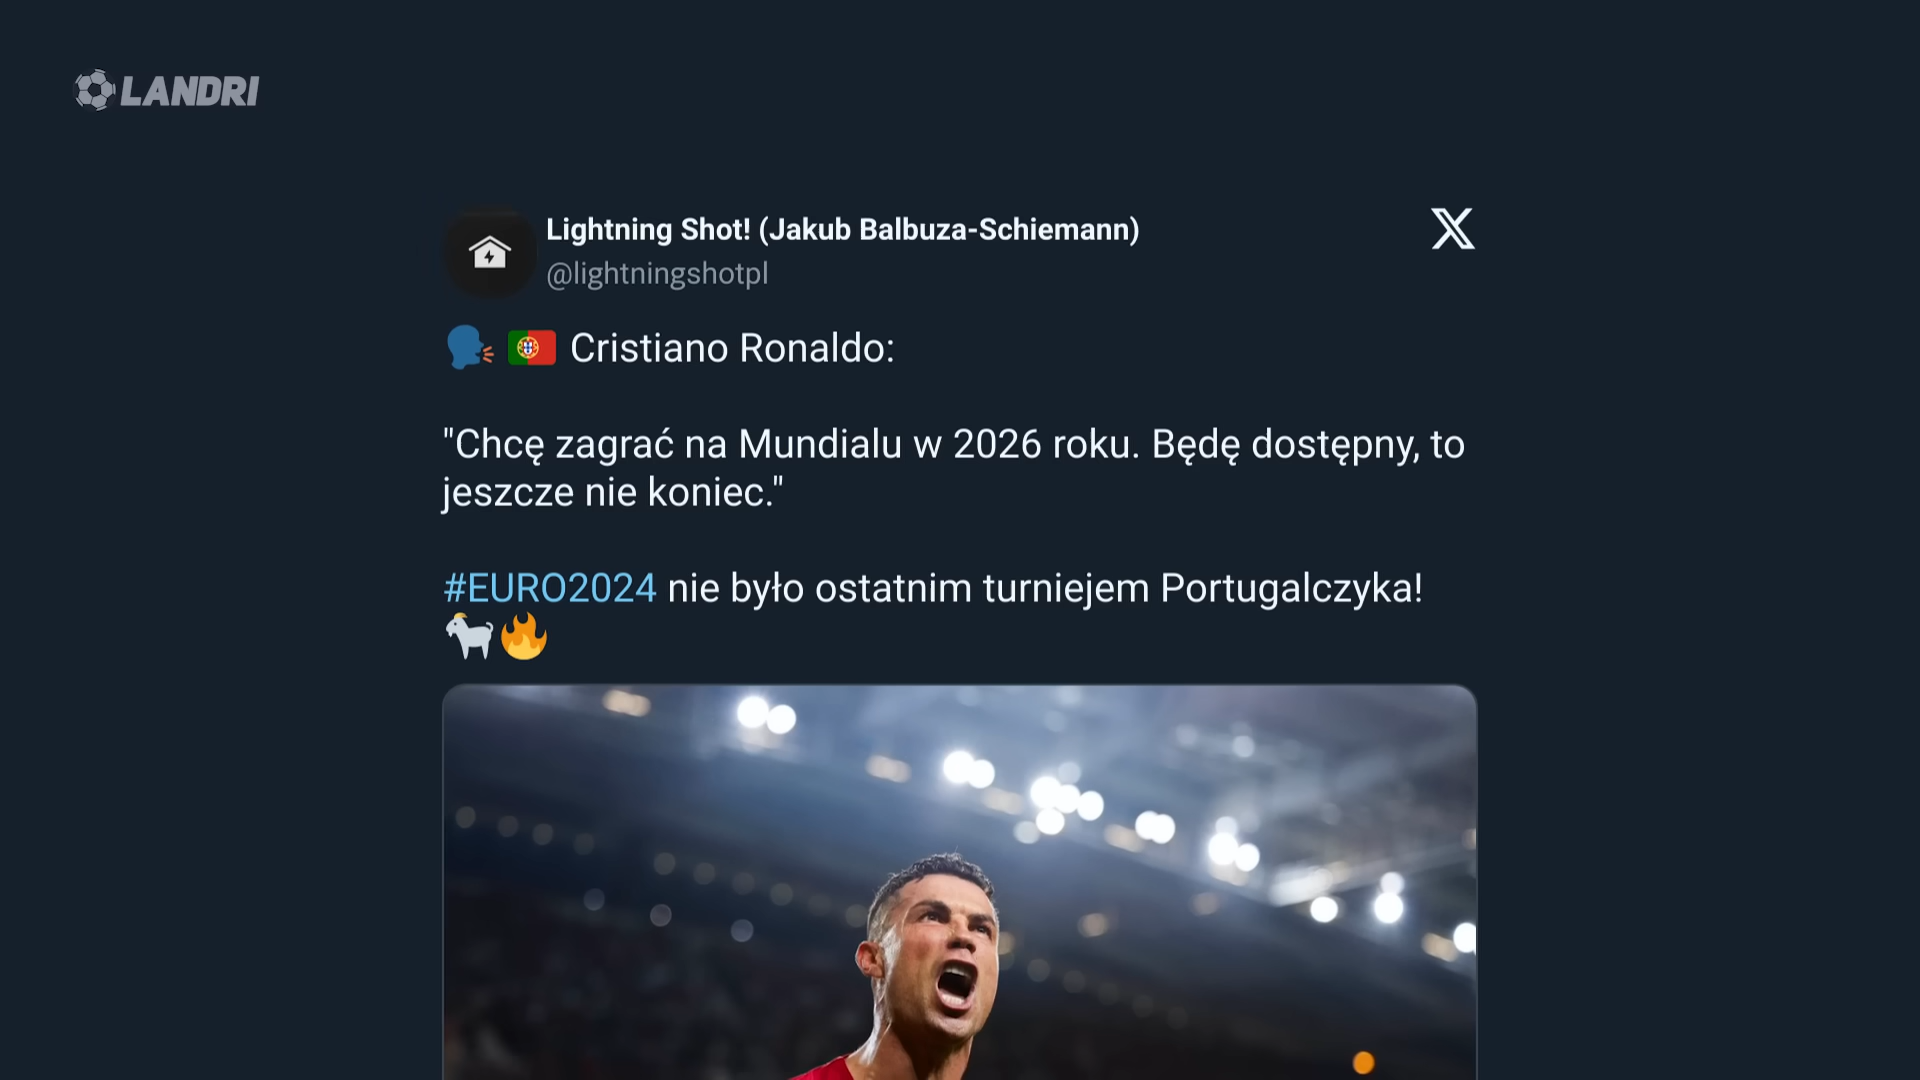 LANDRI
Lightning Shot! (Jakub Balbuza-Schiemann)
@lightningshotpl
Cristiano Ronaldo:
"Chcę zagrać na Mundialu w 2026 roku. Będę dostępny, to
jeszcze nie koniec."
#EURO2024 nie było ostatnim turniejem Portugalczyka!